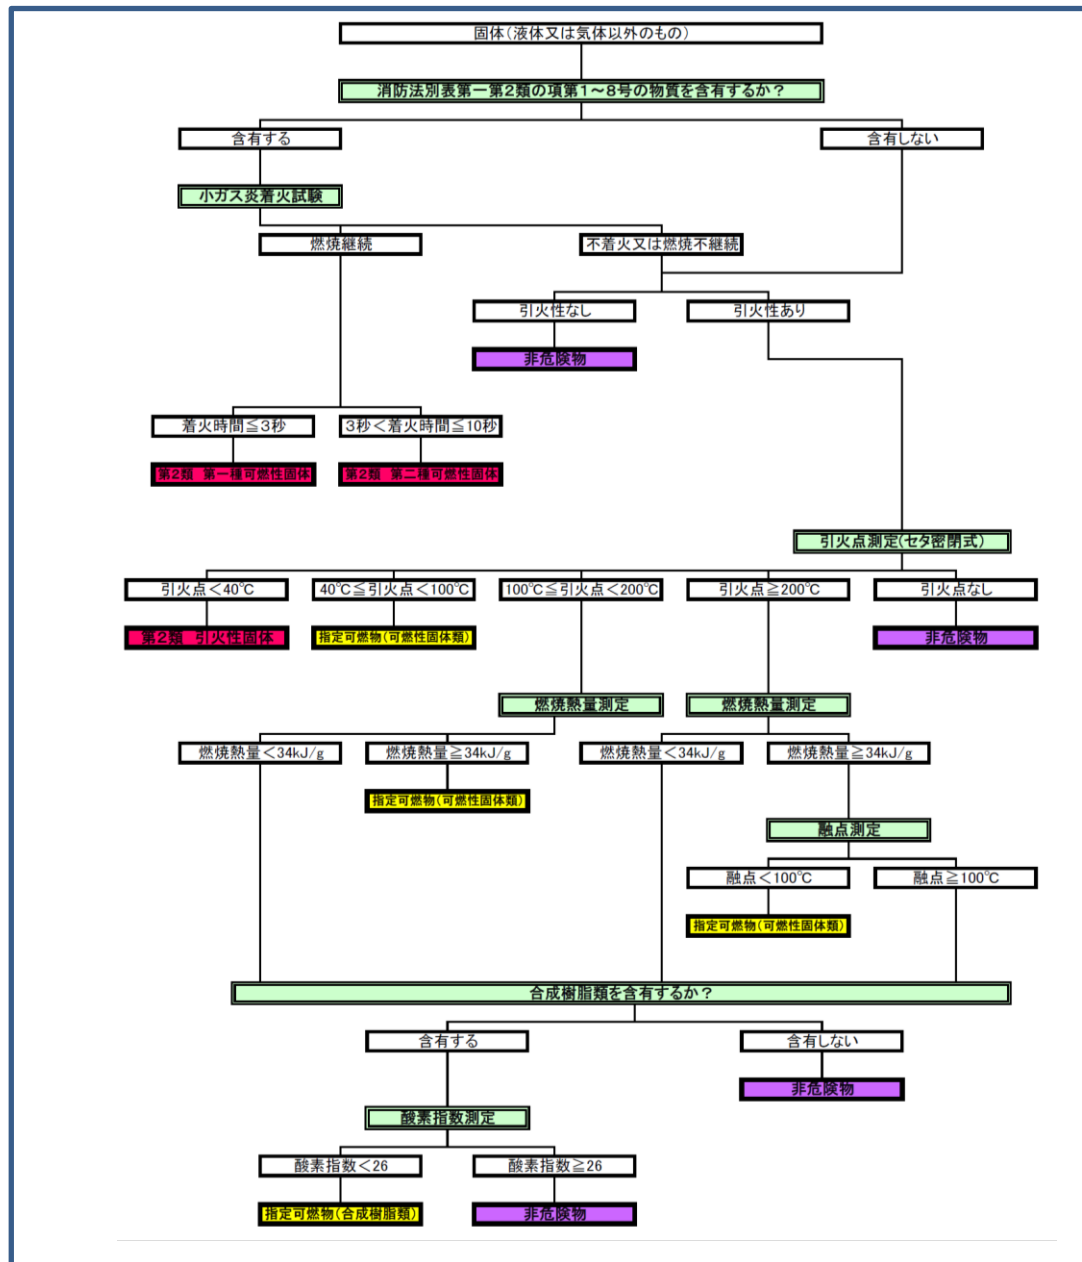 固体(液体又は気体以外のもの)
消防法別表第一第2類の項第1～8号の物質を含有するか？
含有する
含有しない
小ガス炎着火試験
燃焼継続
不着火又は燃焼不継続
引火性なし
引火性あり
非危険物
着火時間≦3秒
3秒＜着火時間≦10秒
第2類 第一種可燃性固体
第2類 第二種可燃性固体
引火点測定(セタ密閉式)
引火点＜40℃
40℃≦引火点＜100℃
100℃≦引火点＜200℃
引火点≧200℃
引火点なし
第2類 引火性固体
指定可燃物(可燃性固体類)
非危険物
燃焼熱量測定
燃焼熱量測定
燃焼熱量＜34kJ/g
燃焼熱量≧34kJ/g
燃焼熱量＜34kJ/g
燃焼熱量≧34kJ/g
指定可燃物(可燃性固体類)
融点測定
融点＜100℃
融点≧100℃
指定可燃物(可燃性固体類)
合成樹脂類を含有するか？
含有する
含有しない
非危険物
酸素指数測定
酸素指数＜26
酸素指数≧26
指定可燃物(合成樹脂類)
非危険物